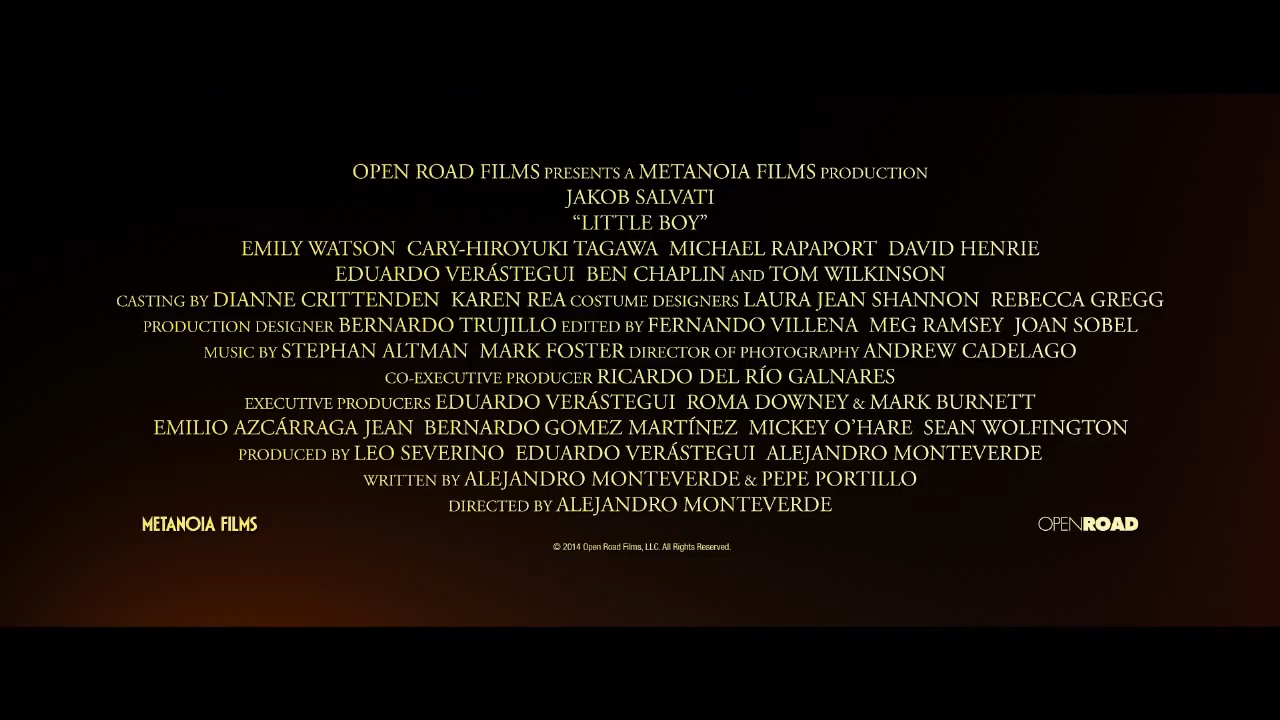 OPEN ROAD FILMS PRESENTS A METANOIA FILMS PRODUCTION
JAKOB SALVATI
“LITTLE BOY”
EMILY WATSON CARY-HIROYUKI TAGAWA MICHAEL RAPAPORT DAVID HENRIE
EDUARDO VERÁSTEGUI BEN CHAPLIN AND TOM WILKINSON
CASTING BY DIANNE CRITTENDEN KAREN REA COSTUME DESIGNERS LAURA JEAN SHANNON REBECCA GREGG
PRODUCTION DESIGNER BERNARDO TRUJILLO EDITED BY FERNANDO VILLENA MEG RAMSEY JOAN SOBEL
MUSIC BY STEPHAN ALTMAN MARK FOSTER DIRECTOR OF PHOTOGRAPHY ANDREW CADELAGO
CO-EXECUTIVE PRODUCER RICARDO DEL RÍO GALNARES
EXECUTIVE PRODUCERS EDUARDO VERÁSTEGUI ROMA DOWNEY & MARK BURNETT
EMILIO AZCÁRRAGA JEAN BERNARDO GOMEZ MARTÍNEZ MICKEY O’HARE SEAN WOLFINGTON
PRODUCED BY LEO SEVERINO EDUARDO VERÁSTEGUI ALEJANDRO MONTEVERDE
WRITTEN BY ALEJANDRO MONTEVERDE & PEPE PORTILLO
DIRECTED BY ALEJANDRO MONTEVERDE
METANOIA FILMS
OPENROAD
© 2014 Open Road Films, LLC. All Rights Reserved.